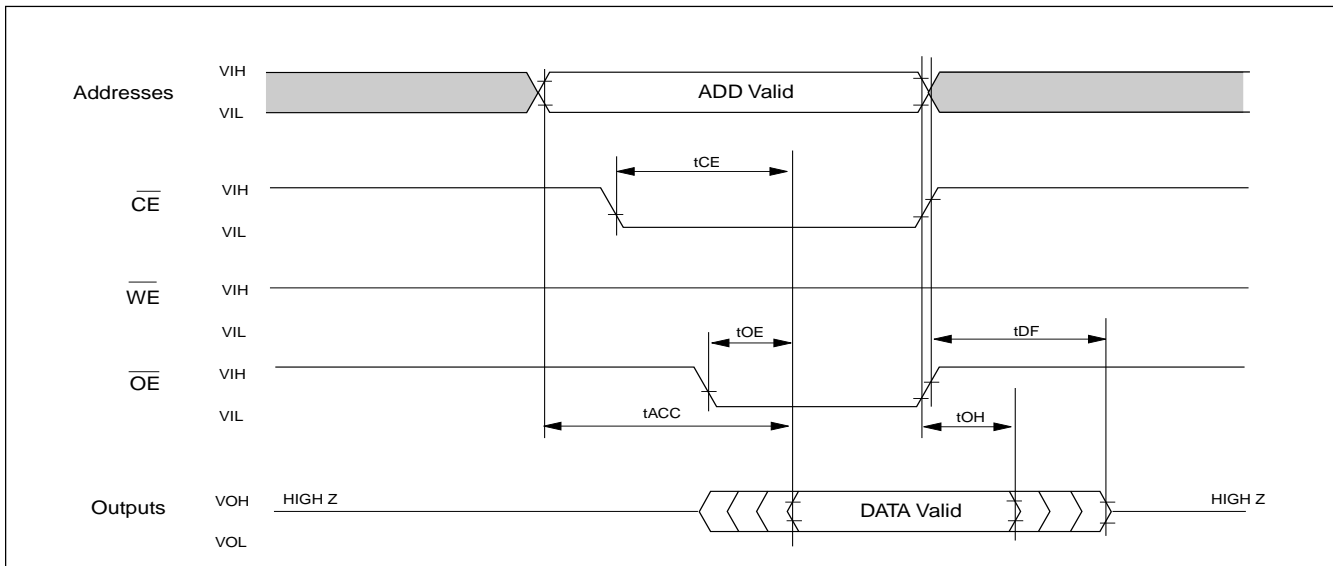 VIH
Addresses
ADD Valid
VIL
tCE
VIH
CE
VIL
VIH
WE
VIL
tOE
tDF
VIH
OE
VIL
tACC
tOH
VOH
HIGH Z
Outputs
DATA Valid
HIGH Z
VOL